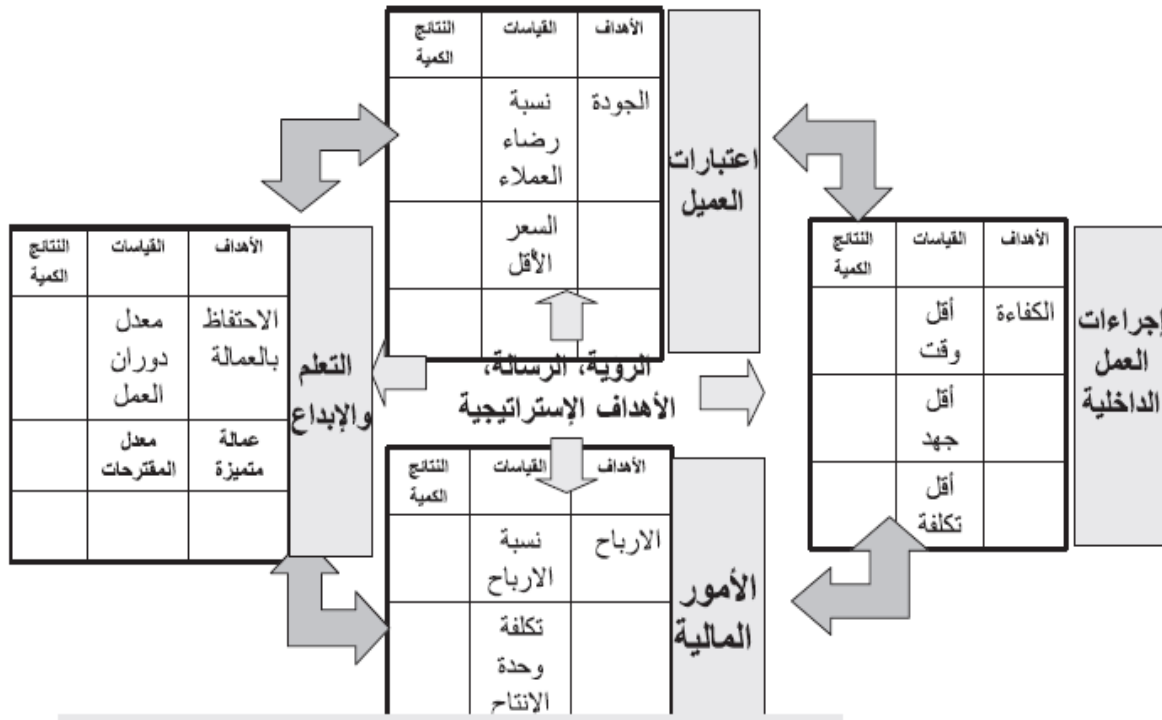 الأهداف القياسات النتائج الكمية
الجودة نسبة رضاء العملاء
السعر الأقل
اعتبارات العميل
الأهداف القياسات النتائج الكمية
الكفاءة أقل وقت
أقل جهد
أقل تكلفة
إجراءات العمل الداخلية
الأهداف القياسات النتائج الكمية
الاحتفاظ بالعمالة معدل دوران العمل
عمالة متميزة معدل المقترحات
التعلم والإبداع
الرؤية، الرسالة،
الأهداف الإستراتيجية
الأهداف القياسات النتائج الكمية
الارباح نسبة الارباح
تكلفة وحدة الانتاج
الأمور المالية